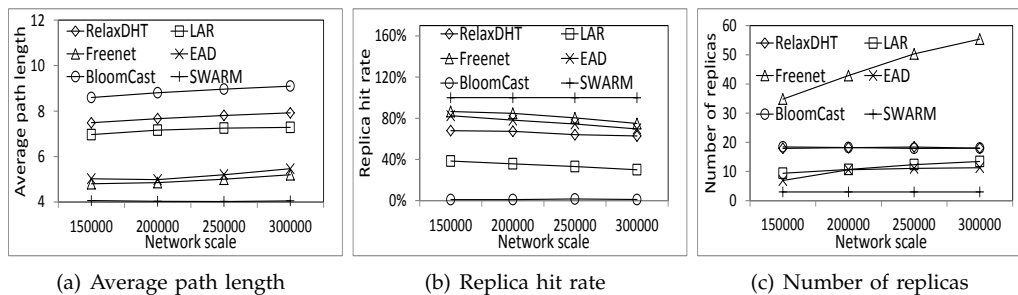 Average path length
12
10
8
6
4
RelaxDHT
LAR
Freenet
EAD
BloomCast
SWARM
150000 200000 250000 300000
Network scale
(a) Average path length
Replica hit rate
160%
120%
80%
40%
0%
RelaxDHT
LAR
Freenet
EAD
BloomCast
SWARM
150000 200000 250000 300000
Network scale
(b) Replica hit rate
Number of replicas
60
50
40
30
20
10
0
RelaxDHT
LAR
Freenet
EAD
BloomCast
SWARM
150000 200000 250000 300000
Network scale
(c) Number of replicas